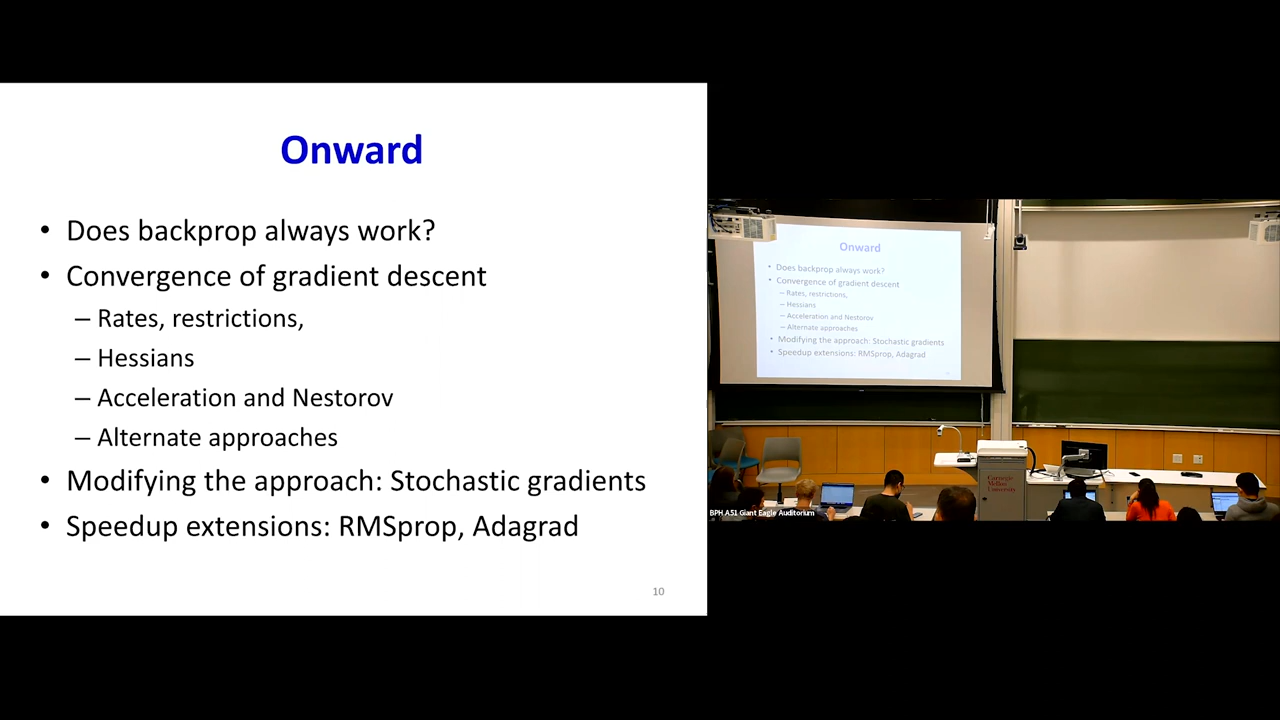 Onward
• Does backprop always work?
• Convergence of gradient descent
– Rates, restrictions,
– Hessians
– Acceleration and Nestorov
– Alternate approaches
• Modifying the approach: Stochastic gradients
• Speedup extensions: RMSprop, Adagrad
10
Onward
• Does backprop always work?
• Convergence of gradient descent
– Rates, restrictions,
– Hessians
– Acceleration and Nestorov
– Alternate approaches
• Modifying the approach: Stochastic gradients
• Speedup extensions: RMSprop, Adagrad
Carnegie
Mellon
University
BPH A51 Giant Eagle Auditorium